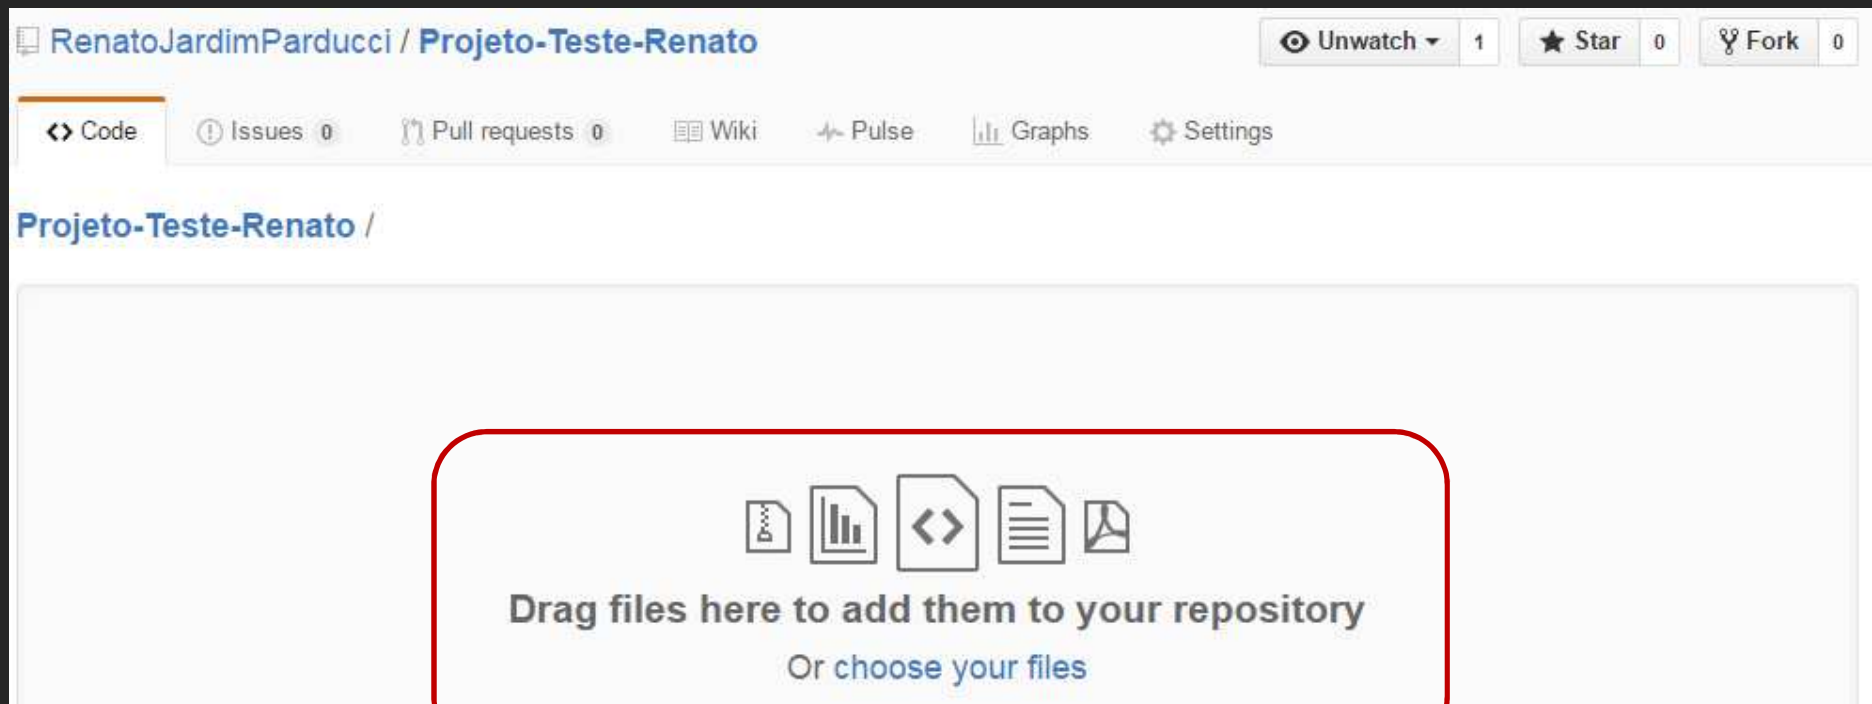 RenatoJardimParducci / Projeto-Teste-Renato
Unwatch 1 Star 0 Fork 0
Code Issues 0 Pull requests 0 Wiki Pulse Graphs Settings
Projeto-Teste-Renato /
Drag files here to add them to your repository
Or choose your files